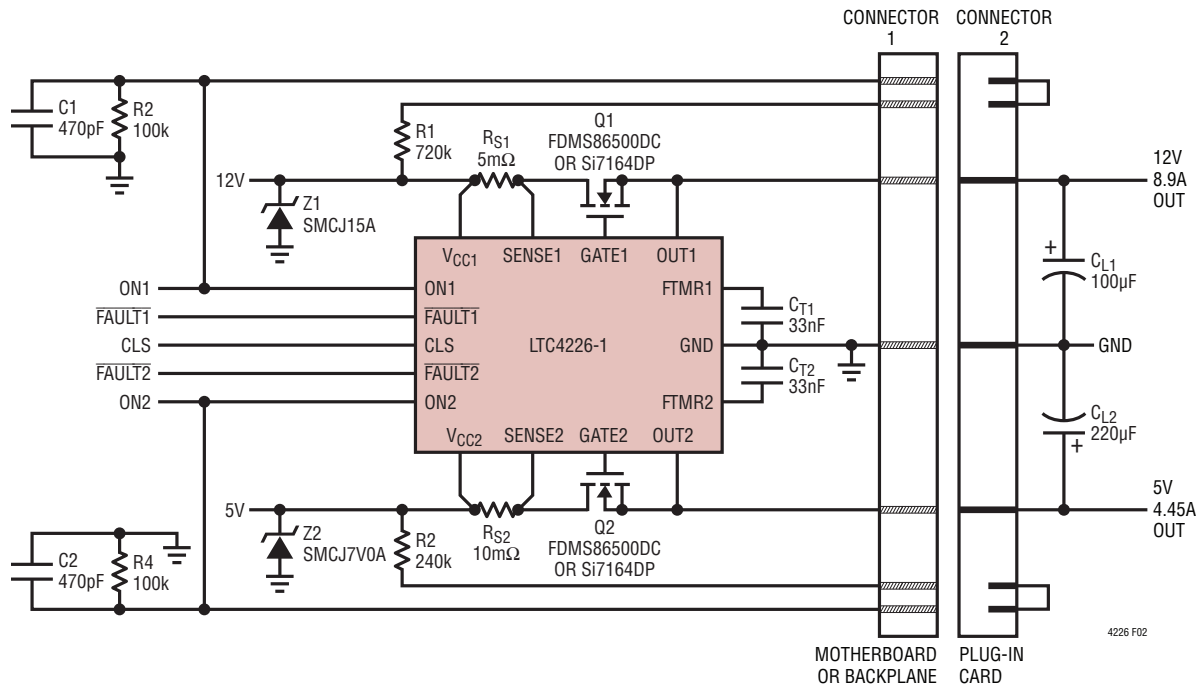 CONNECTOR
1
CONNECTOR
2
C1
470pF
R2
100k
R1
720k
RS1
5mΩ
Q1
FDMS86500DC
OR Si7164DP
12V
Z1
SMCJ15A
12V
8.9A
OUT
VCC1 SENSE1 GATE1 OUT1
ON1
FAULT1
CLS
FAULT2
ON2
ON1
FAULT1
CLS
FAULT2
ON2
LTC4226-1
FTMR1
GND
FTMR2
CT1
33nF
CT2
33nF
+
CL1
100µF
GND
CL2
220µF
+
VCC2 SENSE2 GATE2 OUT2
5V
Z2
SMCJ7V0A
R2
240k
RS2
10mΩ
Q2
FDMS86500DC
OR Si7164DP
5V
4.45A
OUT
C2
470pF
R4
100k
4226 F02
MOTHERBOARD
OR BACKPLANE
PLUG-IN
CARD